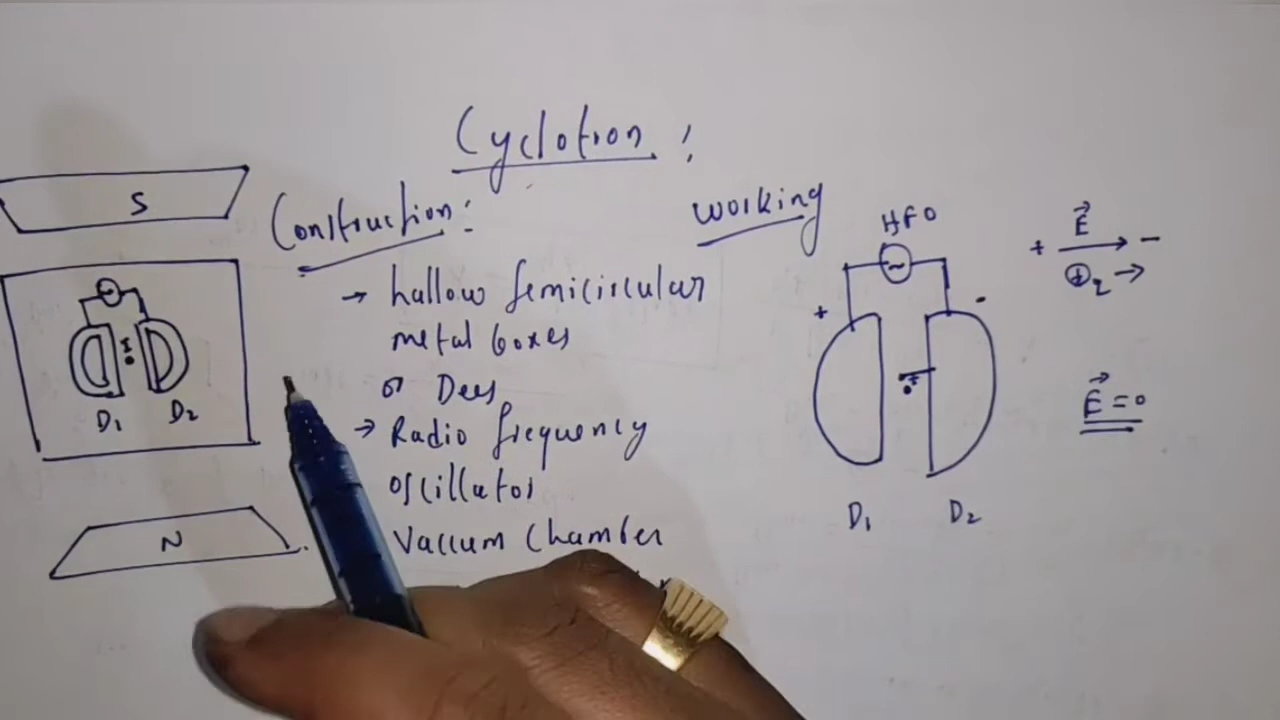 Cyclotron :
S
D1 D2
N
Construction :
→ hallow semicircular
metal boxes
or Dees
→ Radio frequency
oscillator
Vaccum Chamber
working
HFO
+ -
D1 D2
+ E→ -
+ q →
E→ = 0